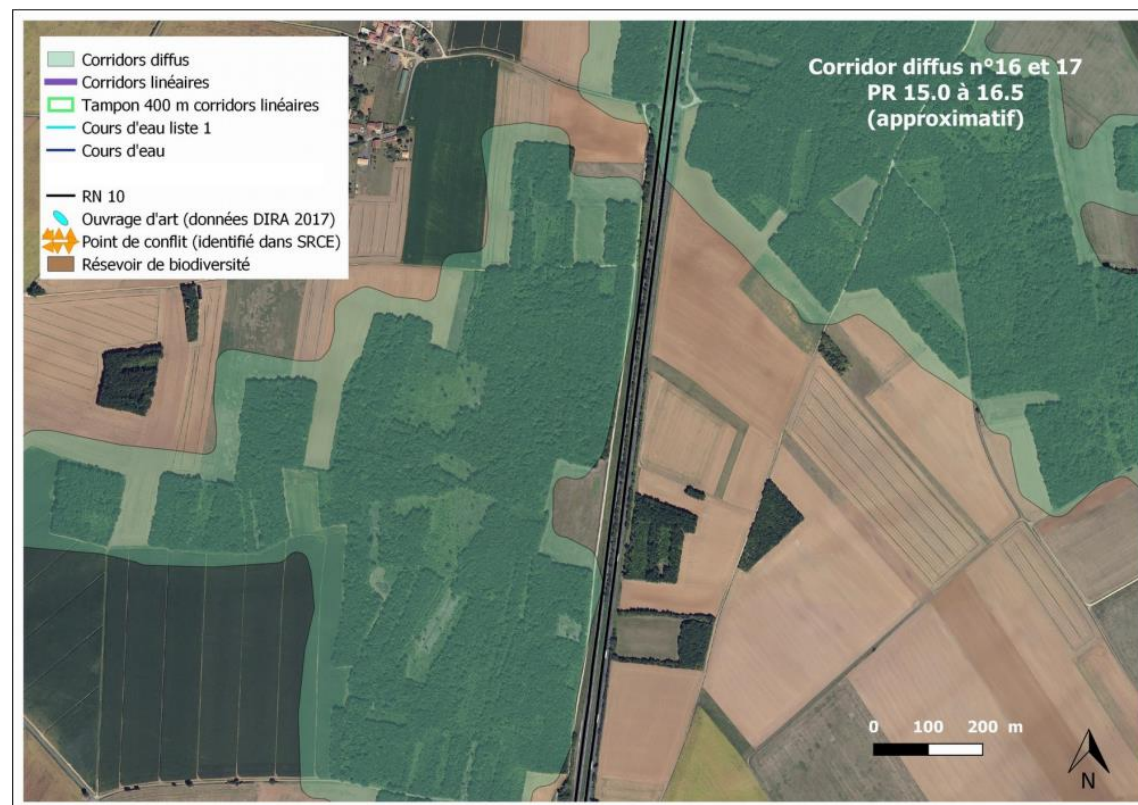 Corridors diffus
Corridors linéaires
Tampon 400 m corridors linéaires
Cours d'eau liste 1
Cours d'eau
RN 10
Ouvrage d'art (données DIRA 2017)
Point de conflit (identifié dans SRCE)
Résevoir de biodiversité
Corridor diffus n°16 et 17
PR 15.0 à 16.5
(approximatif)
0 100 200 m
N